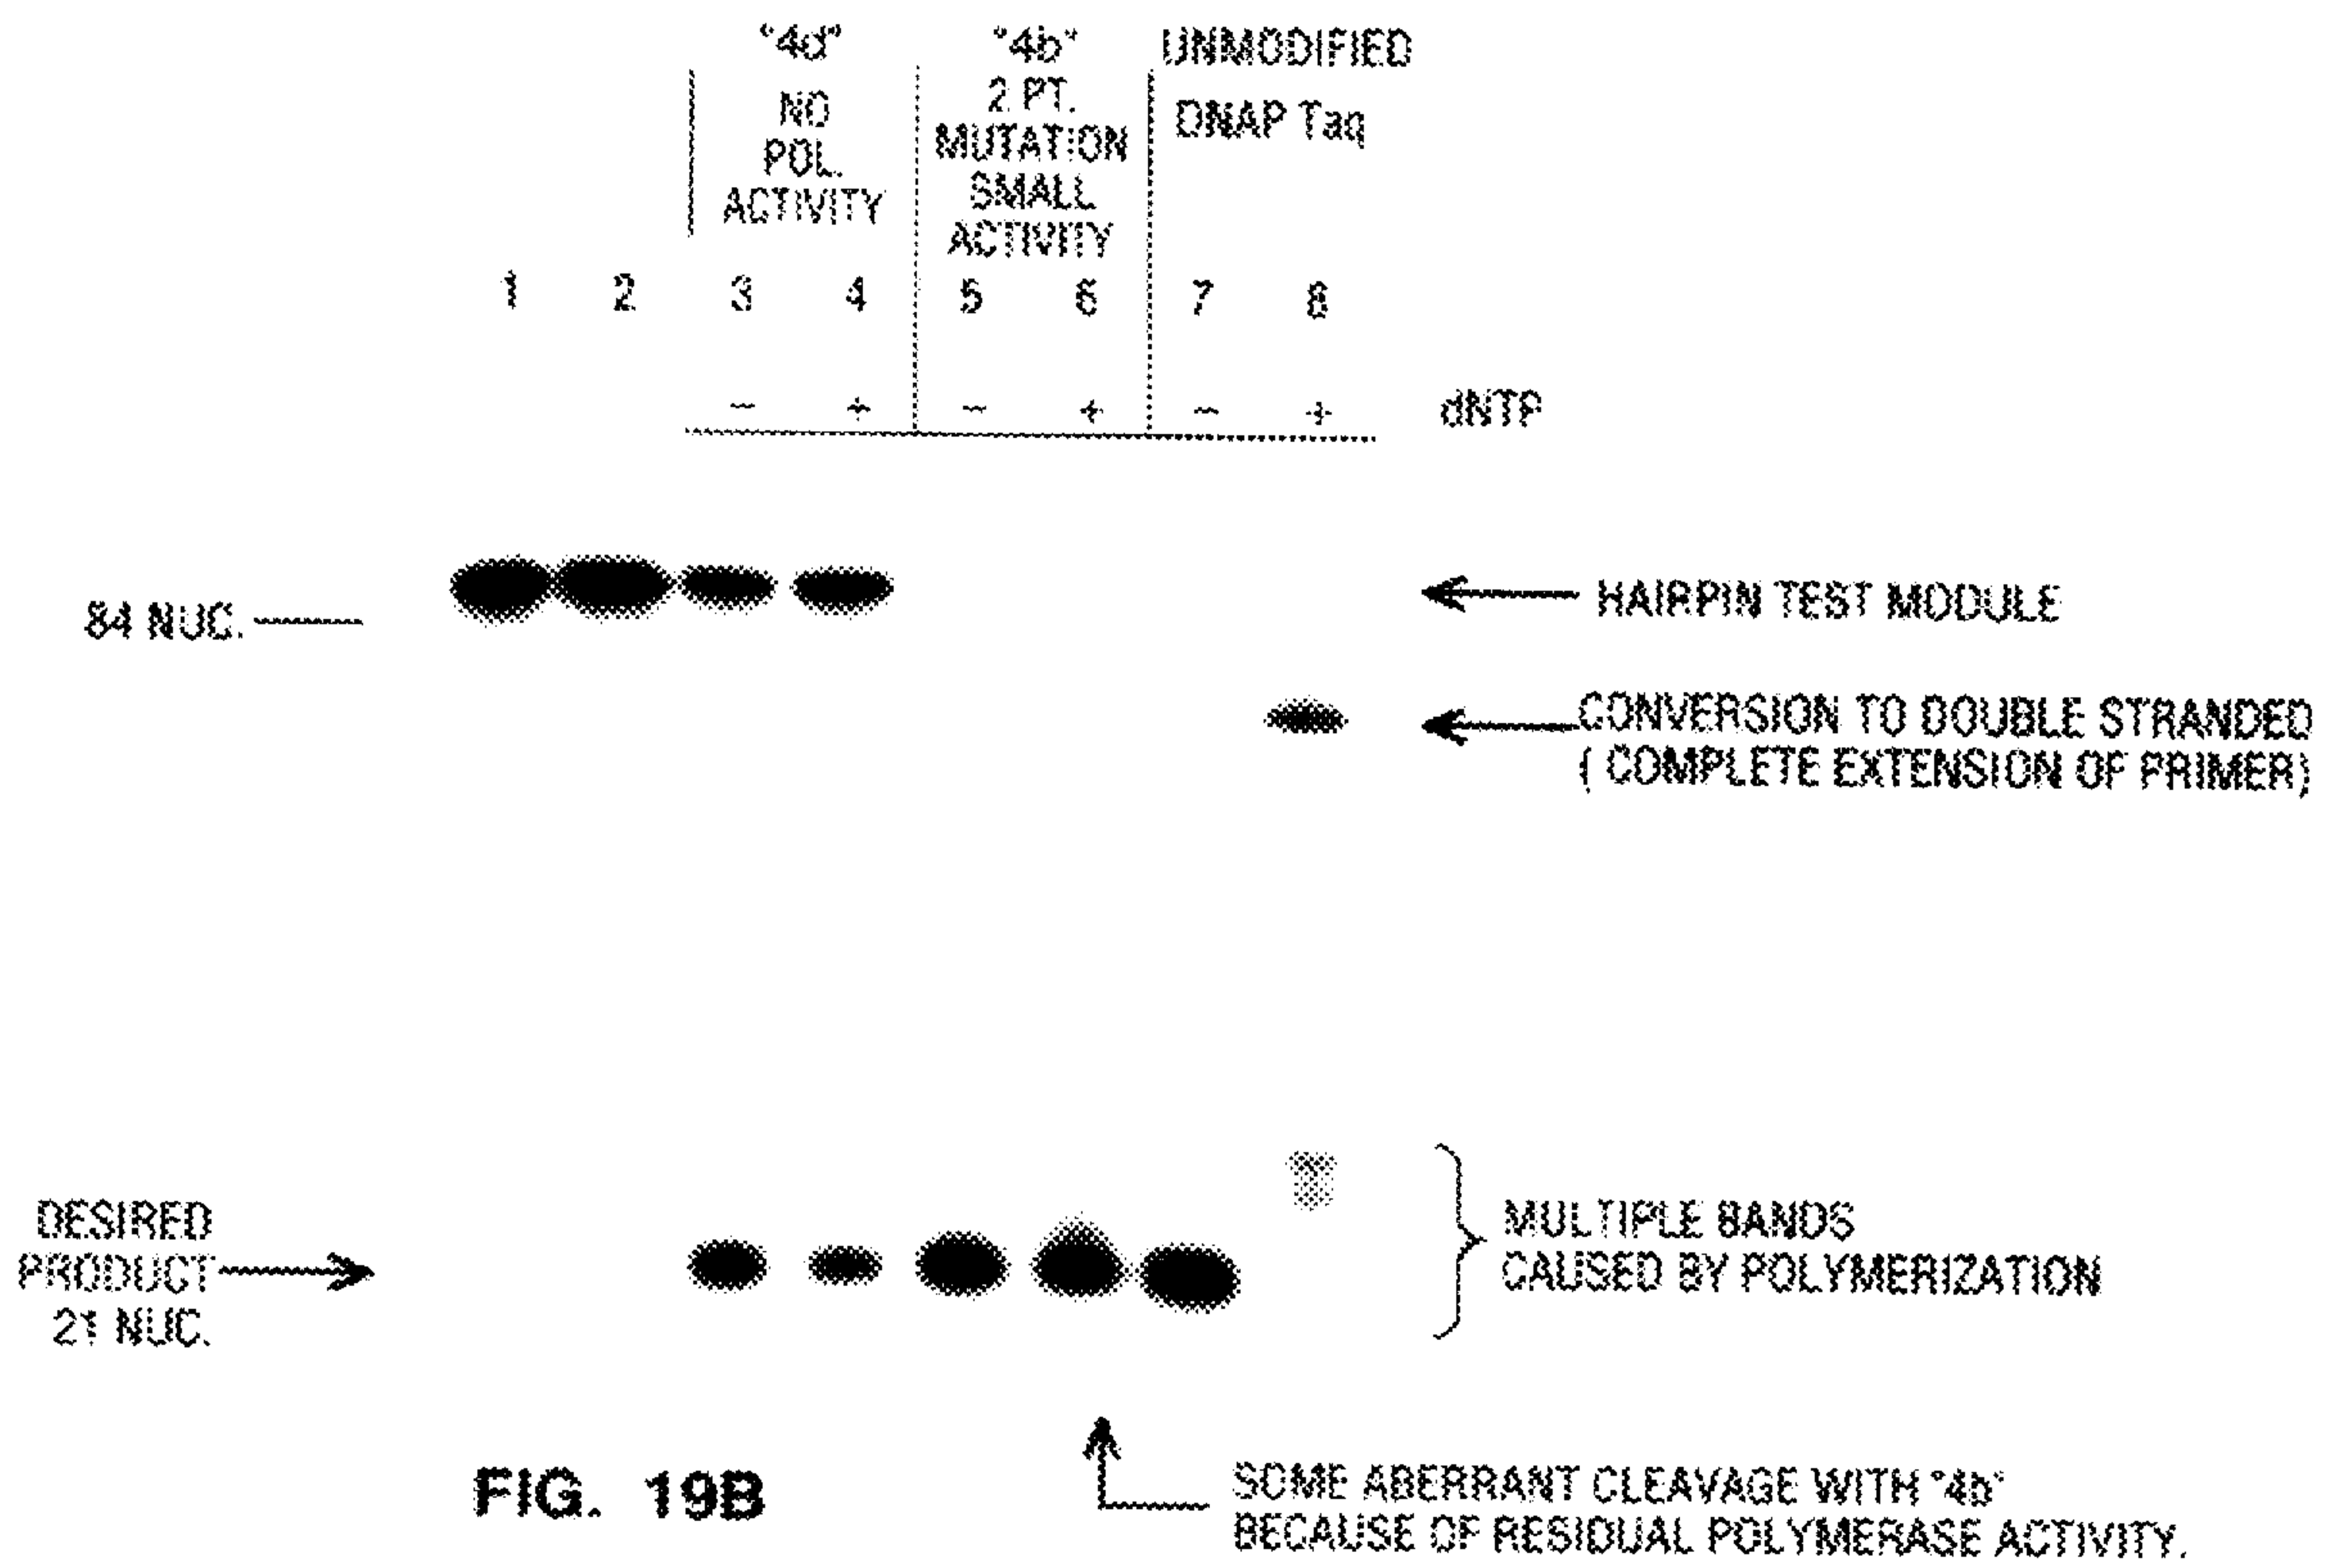 "4d"
NO
POL.
ACTIVITY
"4b"
2 PT.
MUTATION
SMALL
ACTIVITY
UNMODIFIED
DNAP Taq
1 2 3 4 5 6 7 8
− + − + − + dNTP
84 NUC.
HAIRPIN TEST MODULE
CONVERSION TO DOUBLE STRANDED
( COMPLETE EXTENSION OF PRIMER)
DESIRED
PRODUCT
21 NUC.
MULTIPLE BANDS
CAUSED BY POLYMERIZATION
SOME ABERRANT CLEAVAGE WITH "4b"
BECAUSE OF RESIDUAL POLYMERASE ACTIVITY.
FIG. 19B